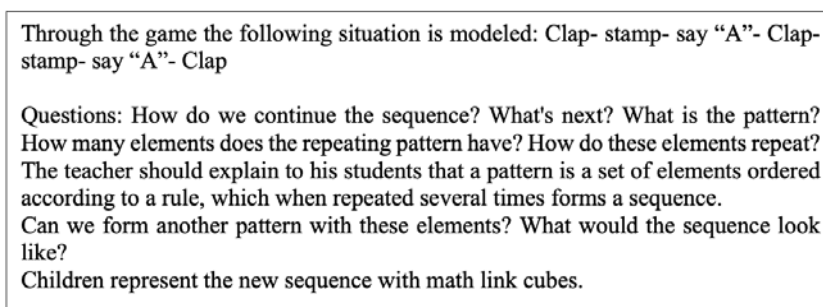 Through the game the following situation is modeled: Clap- stamp- say “A”- Clap-
stamp- say “A”- Clap
Questions: How do we continue the sequence? What's next? What is the pattern?
How many elements does the repeating pattern have? How do these elements repeat?
The teacher should explain to his students that a pattern is a set of elements ordered
according to a rule, which when repeated several times forms a sequence.
Can we form another pattern with these elements? What would the sequence look
like?
Children represent the new sequence with math link cubes.